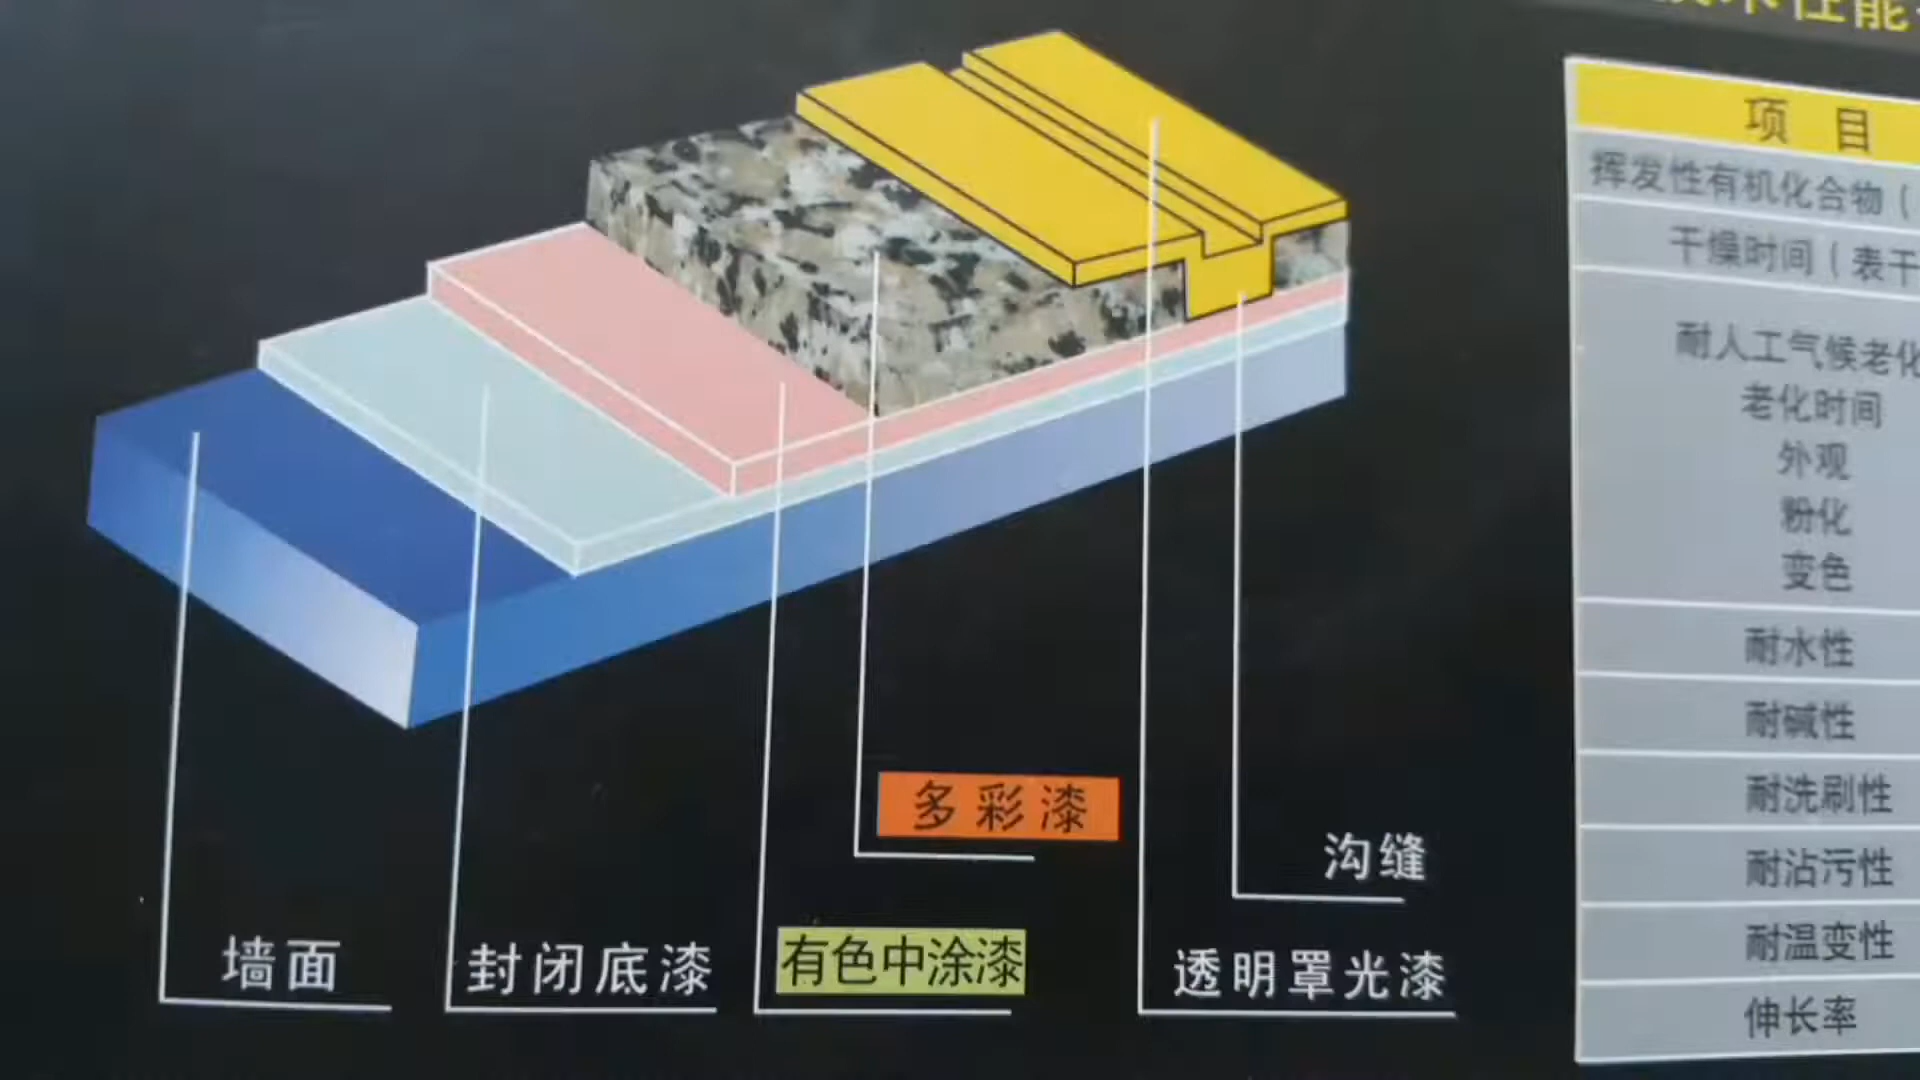 性能
多彩漆
沟缝
墙面
封闭底漆
有色中涂漆
透明罩光漆
项 目
挥发性有机化合物（
干燥时间（表干
耐人工气候老化
老化时间
外观
粉化
变色
耐水性
耐碱性
耐洗刷性
耐沾污性
耐温变性
伸长率